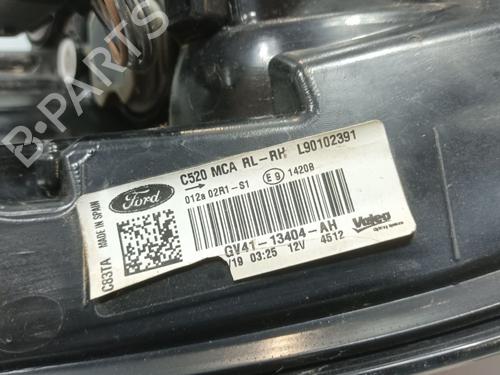 B-PARTS
Ford
C520 MCA RL-RH L90102391
012a 02R1-S1
E9 1420B
MADE IN SPAIN
C83TA
GV41-13404-AH
/19 03:25 12V 4512
Valeo